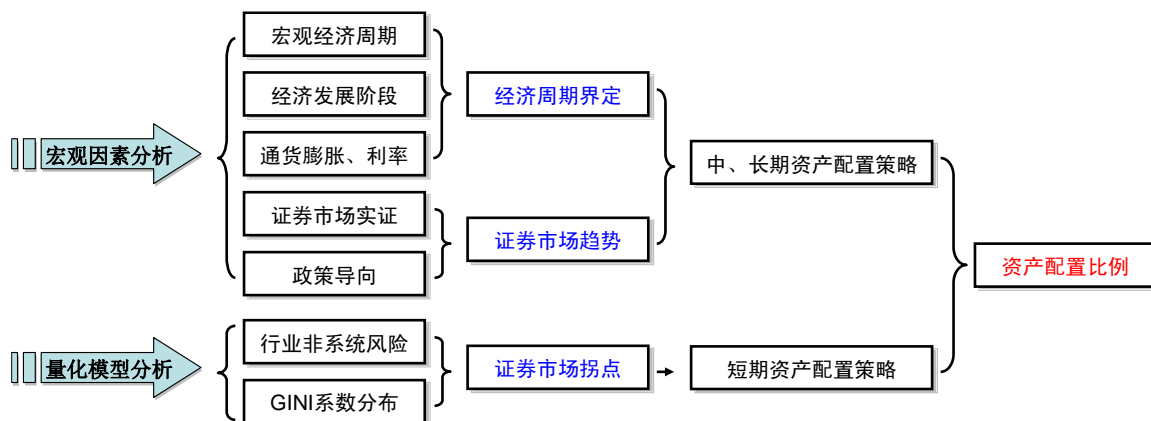 宏观因素分析
宏观经济周期
经济发展阶段
通货膨胀、利率
证券市场实证
政策导向
经济周期界定
证券市场趋势
中、长期资产配置策略
量化模型分析
行业非系统风险
GINI系数分布
证券市场拐点
短期资产配置策略
资产配置比例